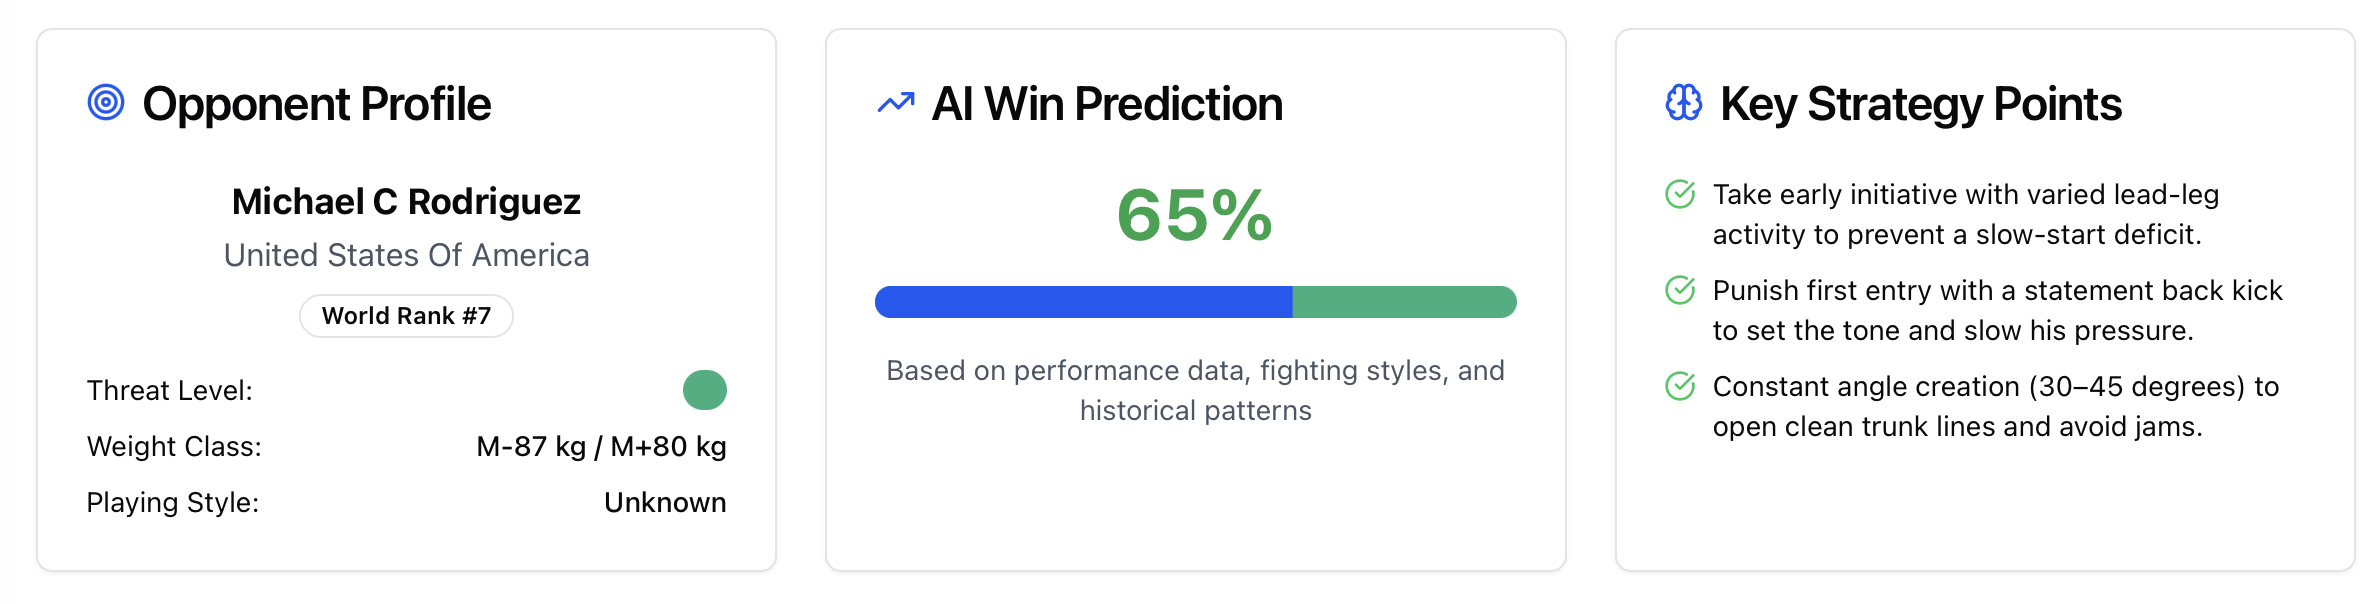 Opponent Profile
Michael C Rodriguez
United States Of America
World Rank #7
Threat Level:
Weight Class: M-87 kg / M+80 kg
Playing Style: Unknown
AI Win Prediction
65%
Based on performance data, fighting styles, and
historical patterns
Key Strategy Points
Take early initiative with varied lead-leg
activity to prevent a slow-start deficit.
Punish first entry with a statement back kick
to set the tone and slow his pressure.
Constant angle creation (30–45 degrees) to
open clean trunk lines and avoid jams.